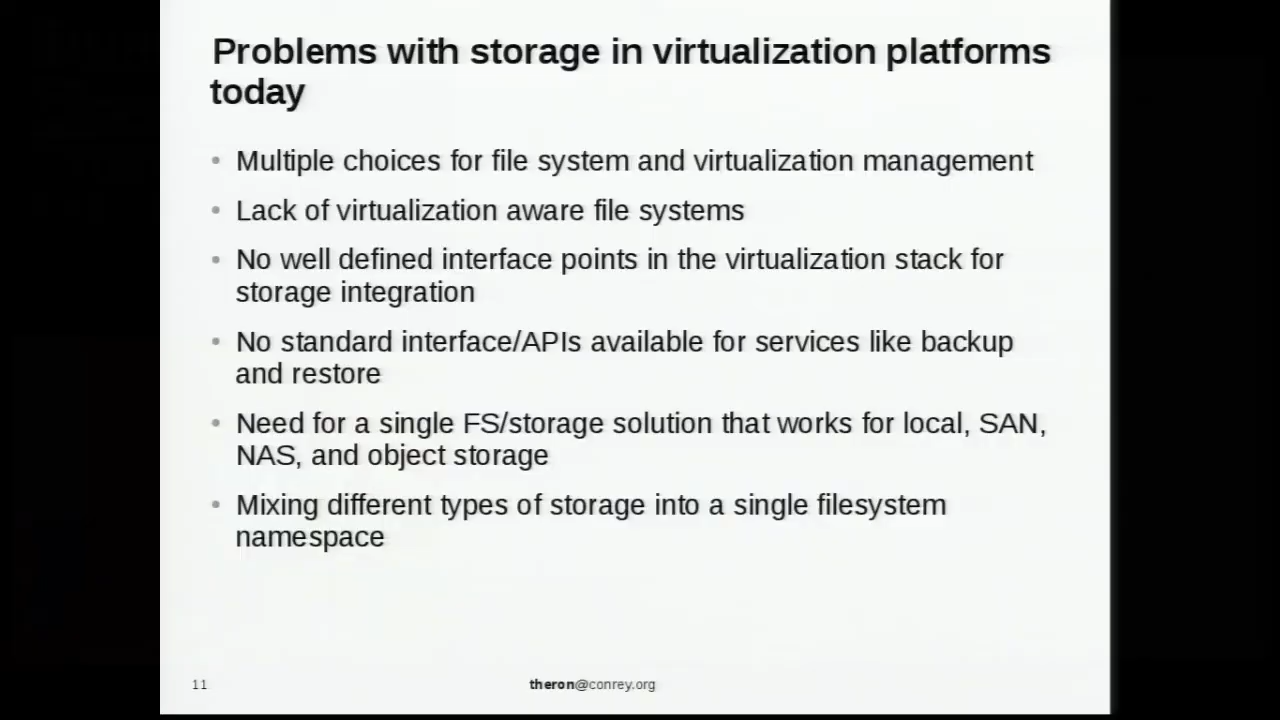 Problems with storage in virtualization platforms
today
• Multiple choices for file system and virtualization management
• Lack of virtualization aware file systems
• No well defined interface points in the virtualization stack for
storage integration
• No standard interface/APIs available for services like backup
and restore
• Need for a single FS/storage solution that works for local, SAN,
NAS, and object storage
• Mixing different types of storage into a single filesystem
namespace
11
theron@conrey.org